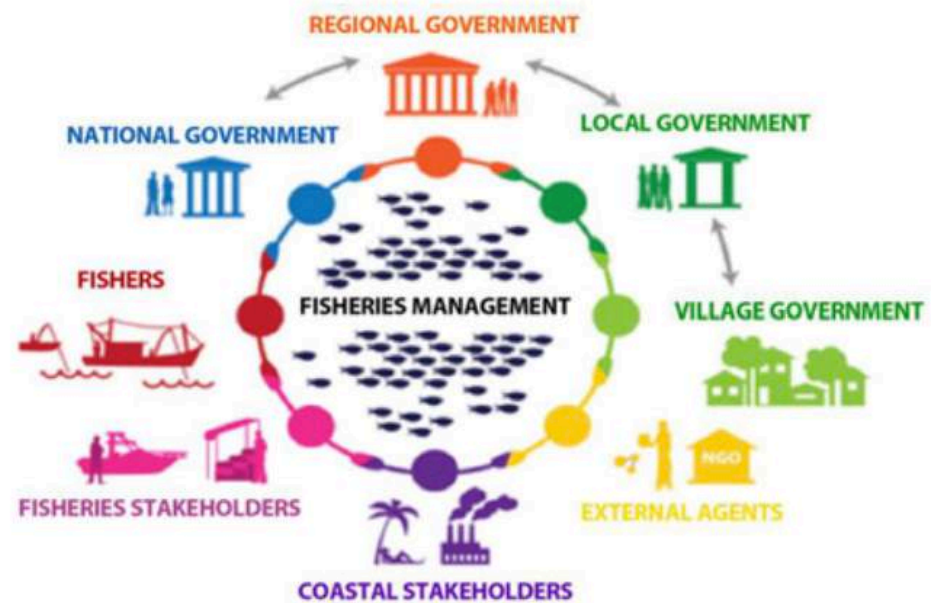 REGIONAL GOVERNMENT
NATIONAL GOVERNMENT
LOCAL GOVERNMENT
FISHERS
FISHERIES MANAGEMENT
VILLAGE GOVERNMENT
NGO
FISHERIES STAKEHOLDERS
EXTERNAL AGENTS
COASTAL STAKEHOLDERS